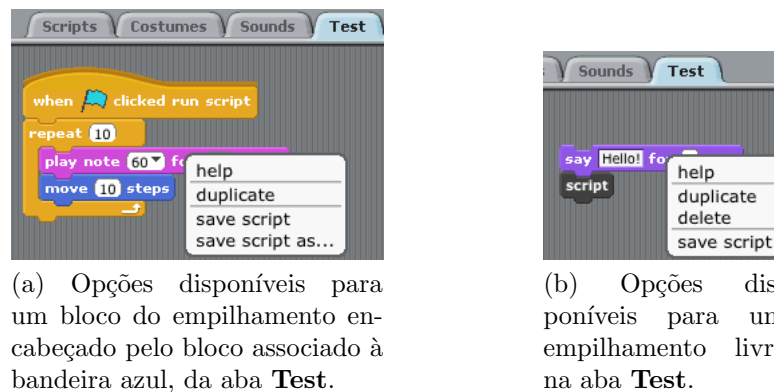 Scripts Costumes Sounds Test
when clicked run script
repeat 10
play note 60
move 10 steps
help
duplicate
save script
save script as...
(a) Opções disponíveis para
um bloco do empilhamento en-
cabeçado pelo bloco associado à
bandeira azul, da aba Test.
Sounds Test
say Hello!
script
help
duplicate
delete
save script
(b) Opções dis
poníveis para um
empilhamento livr
na aba Test.